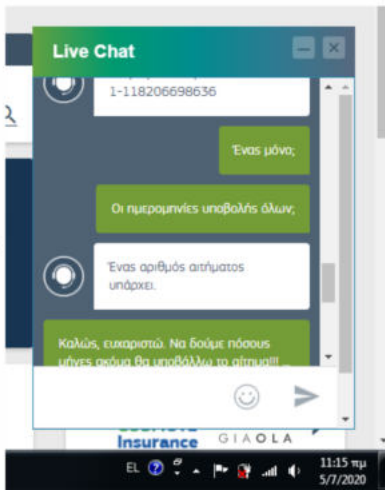 Live Chat
1-118206698636
Ένας μόνο;
Οι ημερομηνίες υποβολής όλων;
Ένας αριθμός αιτήματος
υπάρχει.
Καλώς, ευχαριστώ. Να δούμε πόσους
μήνες ακόμα θα υποβάλλω το αίτημα!!! ...
Insurance
GIAOLA
EL
11:15 πμ
5/7/2020